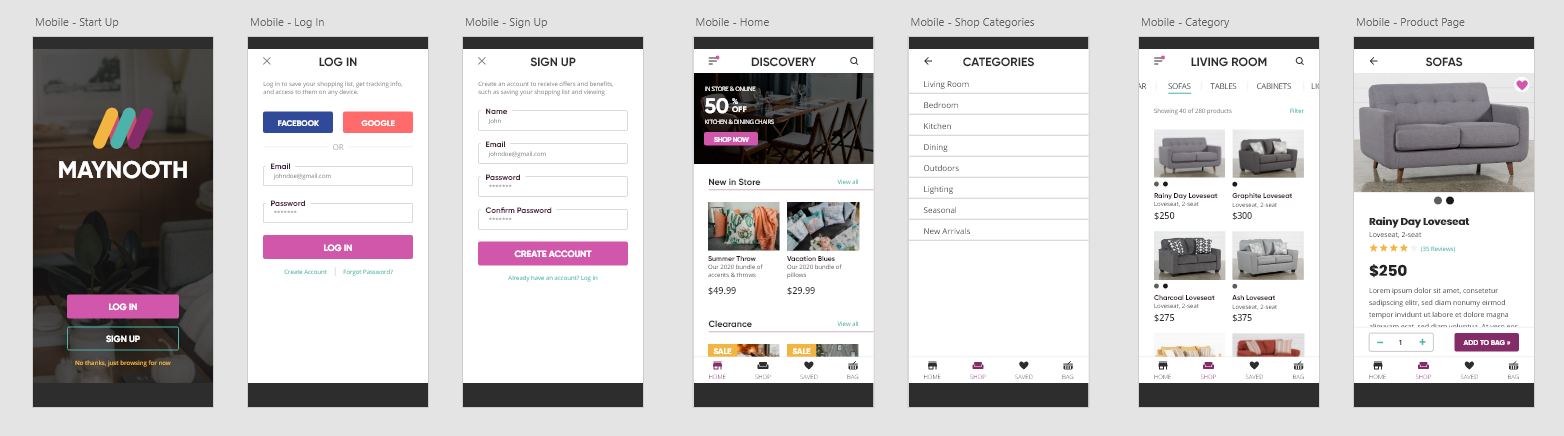 Mobile - Start Up
MAYNOOTH
LOG IN
SIGN UP
No thanks, just browsing for now
Mobile - Log In
LOG IN
Log in to save your shopping list, get tracking info,
and access to them on any device.
FACEBOOK
GOOGLE
OR
Email
johndoe@gmail.com
Password
*******
LOG IN
Create Account
Forgot Password?
Mobile - Sign Up
SIGN UP
Create an account to receive offers and benefits,
such as saving your shopping list and viewing
Name
John
Email
johndoe@gmail.com
Password
*******
Confirm Password
*******
CREATE ACCOUNT
Already have an account? Log in
Mobile - Home
DISCOVERY
IN STORE & ONLINE
50 % OFF
KITCHEN & DINING CHAIRS
SHOP NOW
New in Store
View all
Summer Throw
Our 2020 bundle of
accents & throws
$49.99
Vacation Blues
Our 2020 bundle of
pillows
$29.99
Clearance
View all
SALE
SALE
HOME
SHOP
SAVED
BAG
Mobile - Shop Categories
CATEGORIES
Living Room
Bedroom
Kitchen
Dining
Outdoors
Lighting
Seasonal
New Arrivals
HOME
SHOP
SAVED
BAG
Mobile - Category
LIVING ROOM
AR
SOFAS
TABLES
CABINETS
LIG
Showing 40 of 280 products
Filter
Rainy Day Loveseat
Loveseat, 2-seat
$250
Graphite Loveseat
Loveseat, 2-seat
$300
Charcoal Loveseat
Loveseat, 2-seat
$275
Ash Loveseat
Loveseat, 2-seat
$375
HOME
SHOP
SAVED
BAG
Mobile - Product Page
SOFAS
Rainy Day Loveseat
Loveseat, 2-seat
(35 Reviews)
$250
Lorem ipsum dolor sit amet, consetetur
sadipscing elitr, sed diam nonumy eirmod
tempor invidunt ut labore et dolore magna
aliquyam erat, sed diam voluptua. At vero eos
1
ADD TO BAG »
HOME
SHOP
SAVED
BAG